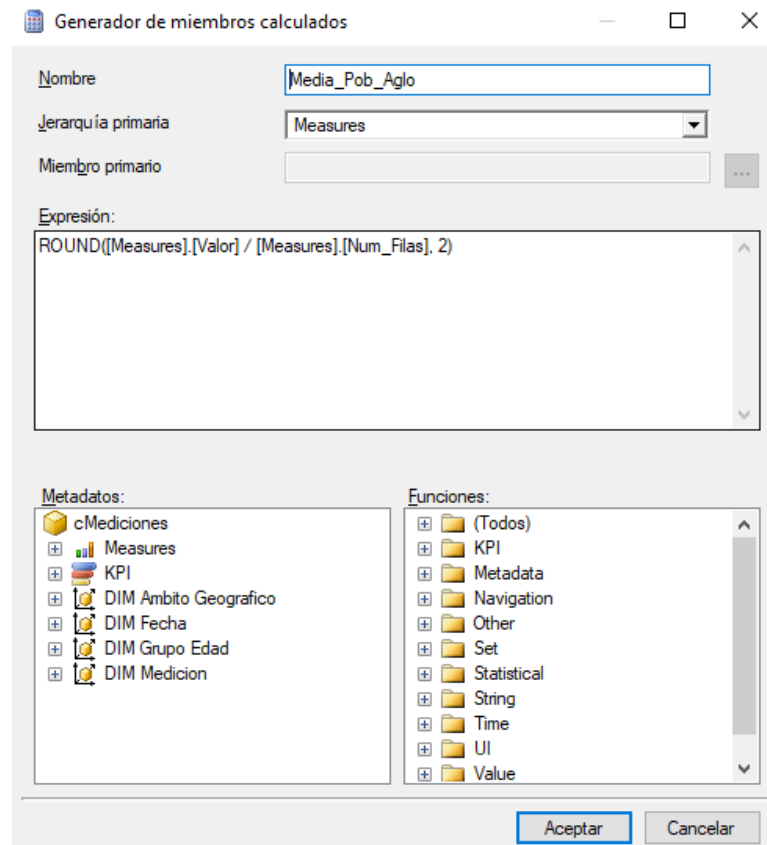 Generador de miembros calculados
Nombre
Media_Pob_Aglo
Jerarquía primaria
Measures
Miembro primario
...
Expresión:
ROUND([Measures].[Valor] / [Measures].[Num_Filas], 2)
Metadatos:
cMediciones
Measures
KPI
DIM Ambito Geografico
DIM Fecha
DIM Grupo Edad
DIM Medicion
Funciones:
(Todos)
KPI
Metadata
Navigation
Other
Set
Statistical
String
Time
UI
Value
Aceptar
Cancelar